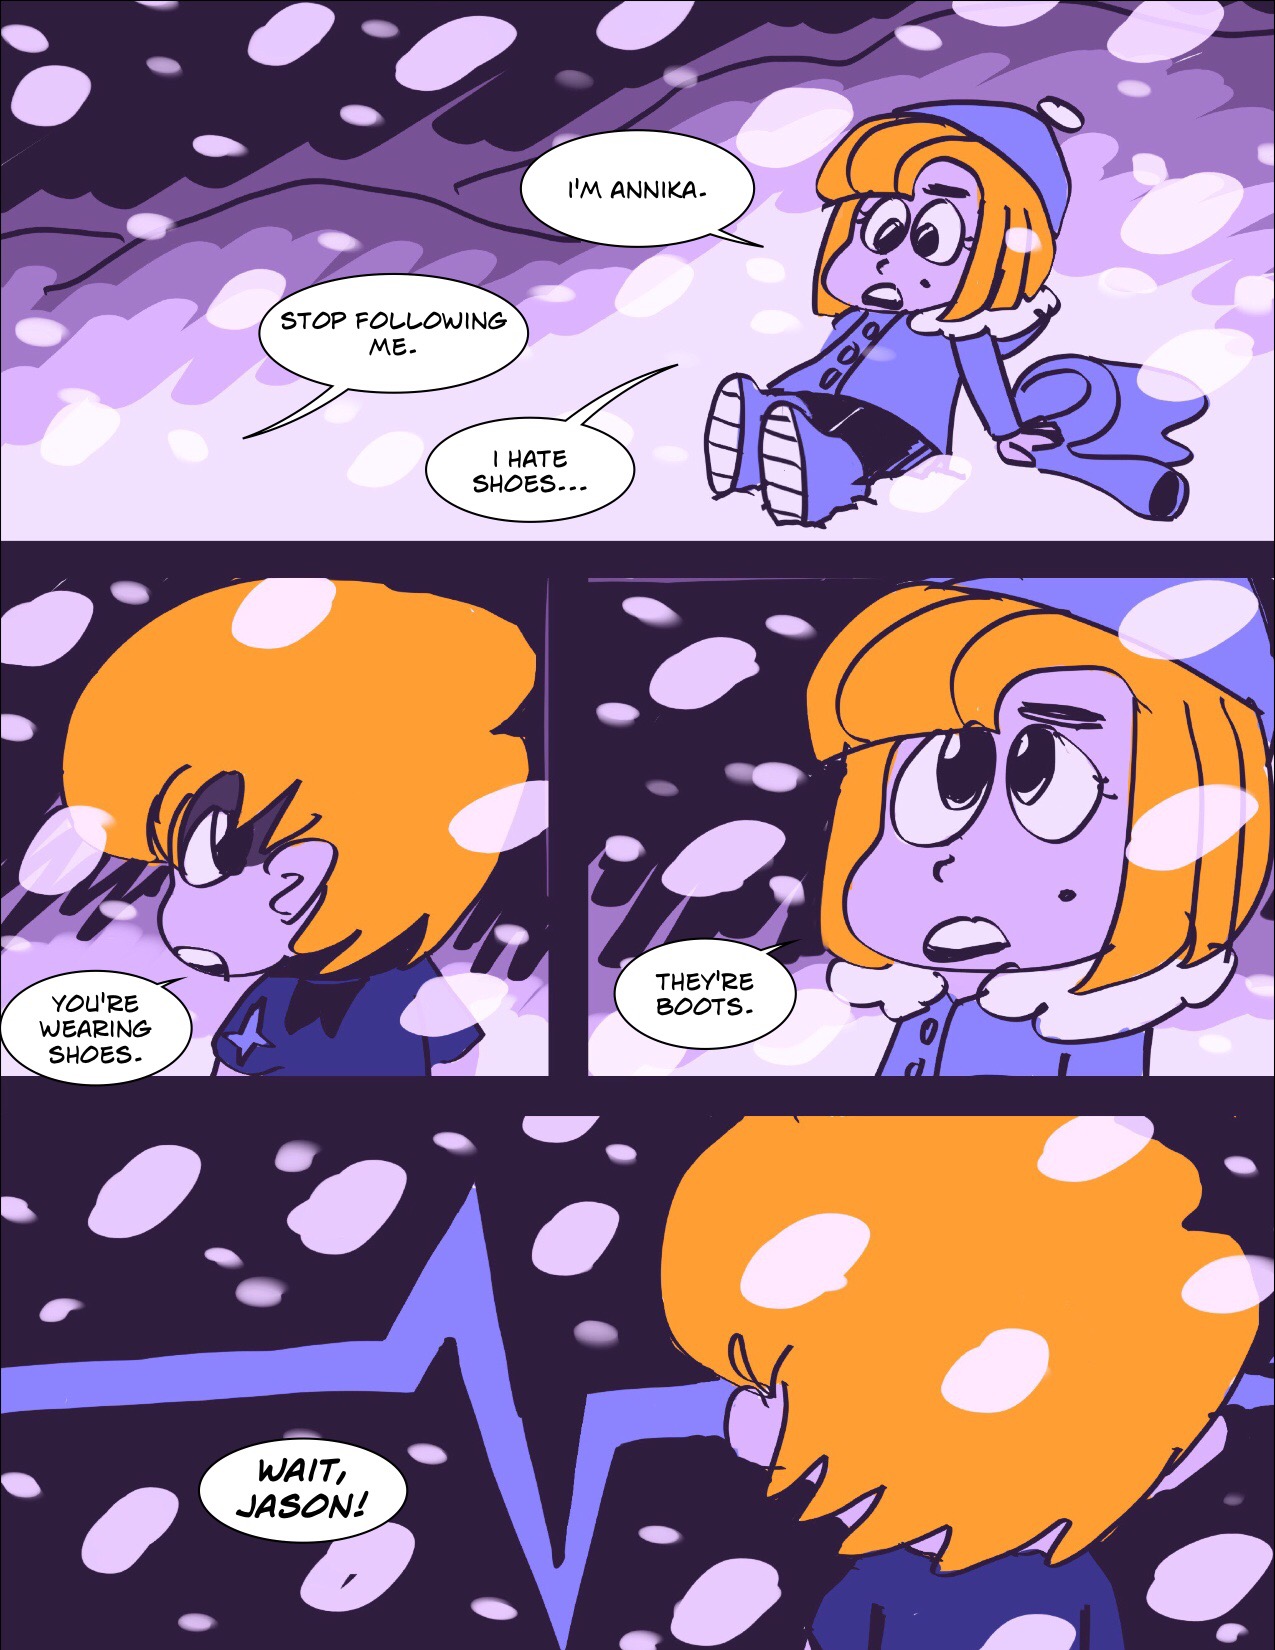 I'M ANNIKA.
STOP FOLLOWING
ME.
I HATE
SHOES...
YOU'RE
WEARING
SHOES.
THEY'RE
BOOTS.
WAIT,
JASON!